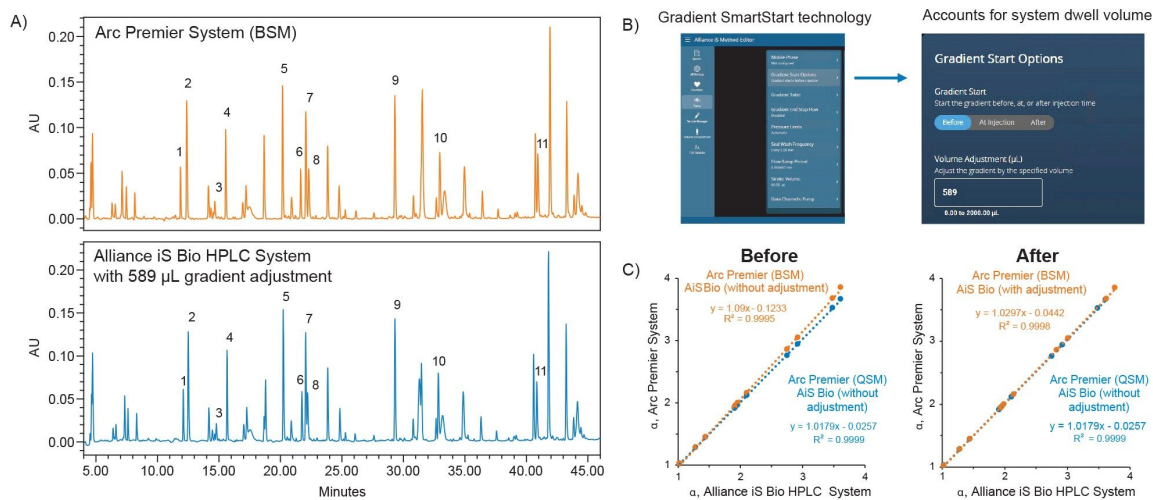 A)
Arc Premier System (BSM)
0.20
0.15
0.10
0.05
0.00
AU
1
2
3
4
5
6
7
8
9
10
11
Alliance iS Bio HPLC System
with 589 µL gradient adjustment
0.20
0.15
0.10
0.05
0.00
AU
1
2
3
4
5
6
7
8
9
10
11
5.00 10.00 15.00 20.00 25.00 30.00 35.00 40.00 45.00
Minutes
B)
Gradient SmartStart technology
Alliance iS Method Editor
Mobile Phase
Gradient Start Options
Gradient Table
Pressure Limits
Automatic
Seal Wash Frequency
Data Channels: Pump
Accounts for system dwell volume
Gradient Start Options
Gradient Start
Start the gradient before, at, or after injection time
Before At Injection After
Volume Adjustment (µL)
Adjust the gradient by the specified volume
589
0.00 to 2000.00 µL
C)
Before
Arc Premier (BSM)
AiS Bio (without adjustment)
y = 1.09x - 0.1233
R² = 0.9995
Arc Premier (QSM)
AiS Bio (without
adjustment)
y = 1.0179x - 0.0257
R² = 0.9999
4
3
2
1
α, Arc Premier System
1 2 3 4
α, Alliance iS Bio HPLC System
After
Arc Premier (BSM)
AiS Bio (with adjustment)
y = 1.0297x - 0.0442
R² = 0.9998
Arc Premier (QSM)
AiS Bio (without
adjustment)
y = 1.0179x - 0.0257
R² = 0.9999
4
3
2
1
α, Arc Premier System
1 2 3 4
α, Alliance iS Bio HPLC System